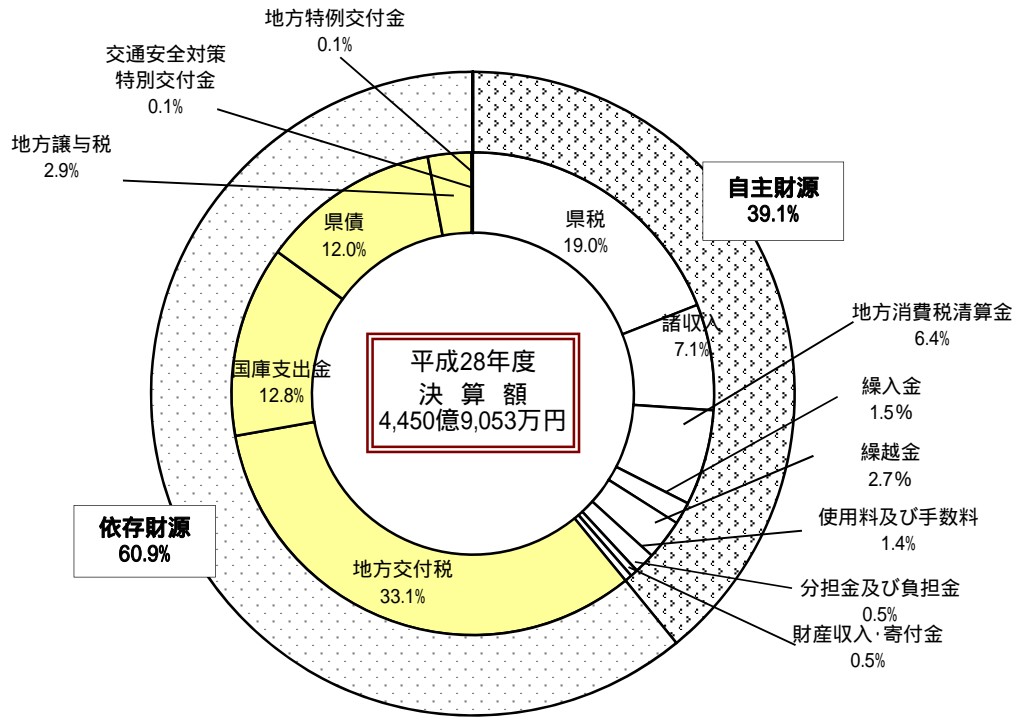 地方特例交付金
0.1%
交通安全対策
特別交付金
0.1%
地方譲与税
2.9%
自主財源
39.1%
県税
19.0%
県債
12.0%
諸収入
7.1%
地方消費税清算金
6.4%
平成28年度
決 算 額
4,450億9,053万円
国庫支出金
12.8%
繰入金
1.5%
繰越金
2.7%
使用料及び手数料
1.4%
依存財源
60.9%
地方交付税
33.1%
分担金及び負担金
0.5%
財産収入・寄付金
0.5%